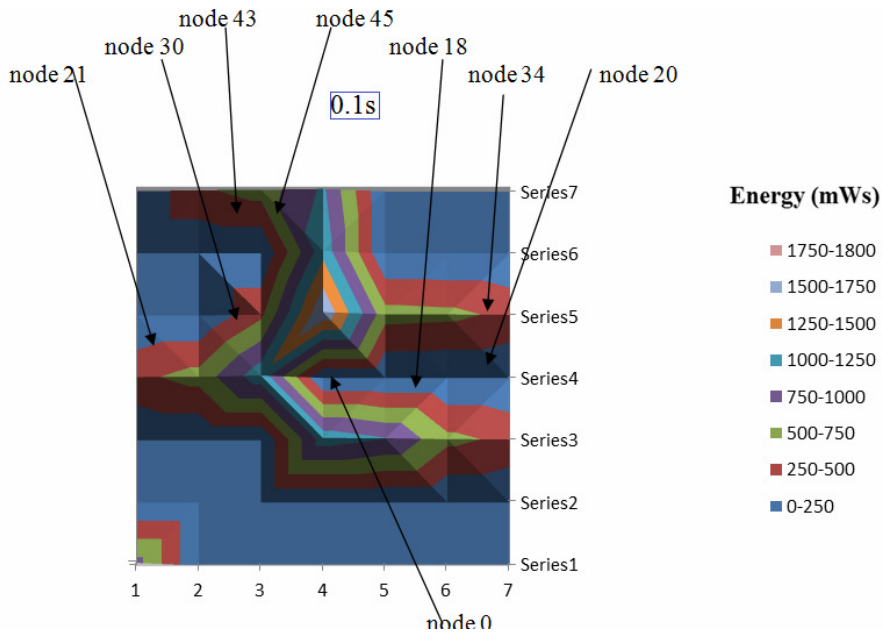 node 43
node 45
node 30
node 18
node 21
node 34
node 20
0.1s
Series7
Series6
Series5
Series4
Series3
Series2
Series1
1 2 3 4 5 6 7
node 0
Energy (mWs)
1750-1800
1500-1750
1250-1500
1000-1250
750-1000
500-750
250-500
0-250